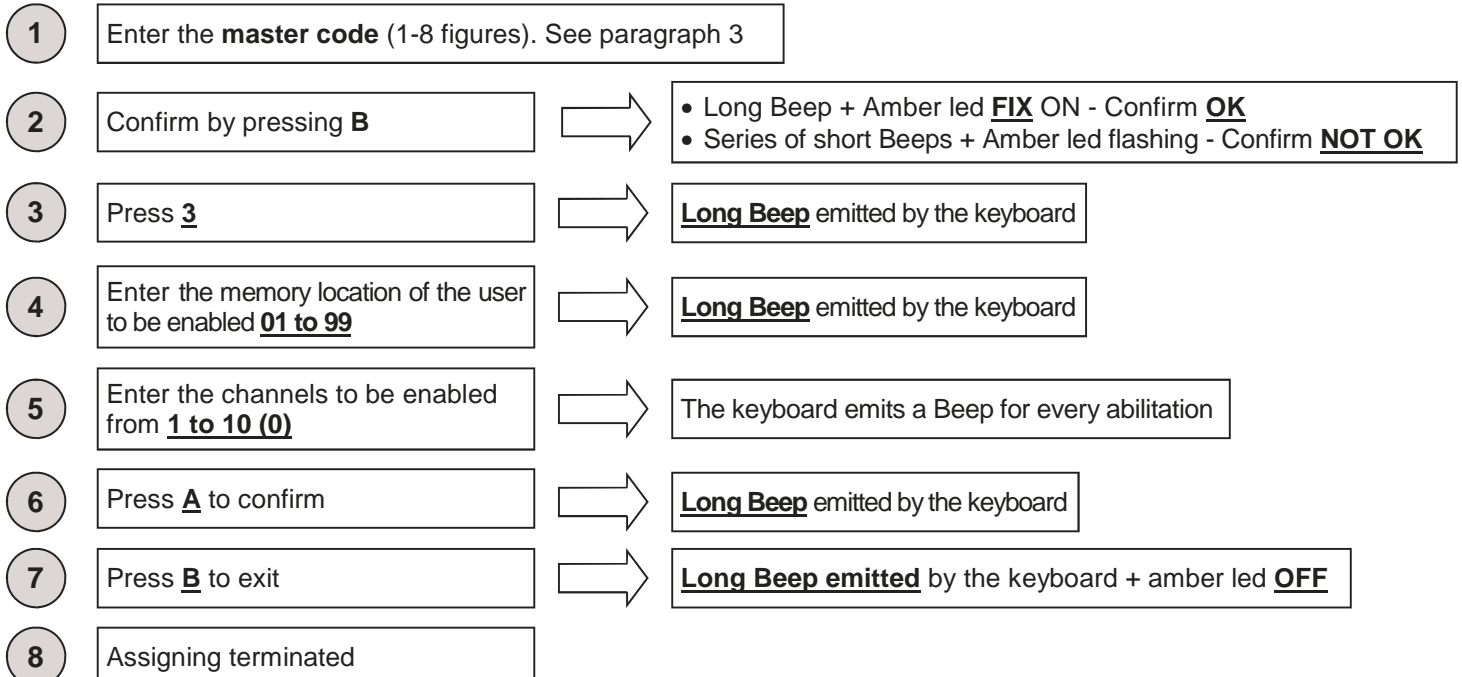 1
Enter the master code (1-8 figures). See paragraph 3
2
Confirm by pressing B
• Long Beep + Amber led FIX ON - Confirm OK
• Series of short Beeps + Amber led flashing - Confirm NOT OK
3
Press 3
Long Beep emitted by the keyboard
4
Enter the memory location of the user
to be enabled 01 to 99
Long Beep emitted by the keyboard
5
Enter the channels to be enabled
from 1 to 10 (0)
The keyboard emits a Beep for every abilitation
6
Press A to confirm
Long Beep emitted by the keyboard
7
Press B to exit
Long Beep emitted by the keyboard + amber led OFF
8
Assigning terminated